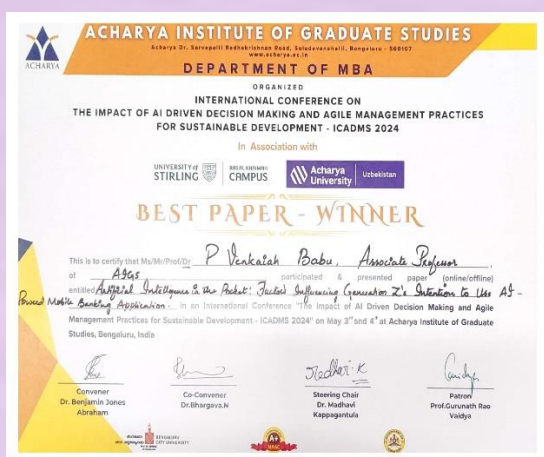 ACHARYA INSTITUTE OF GRADUATE STUDIES
Acharya Dr. Sarvepalli Radhakrishnan Road, Soladevanahalli, Bengaluru - 560107
www.acharya.ac.in
ACHARYA
DEPARTMENT OF MBA
ORGANIZED
INTERNATIONAL CONFERENCE ON
THE IMPACT OF AI DRIVEN DECISION MAKING AND AGILE MANAGEMENT PRACTICES
FOR SUSTAINABLE DEVELOPMENT - ICADMS 2024
In Association with
UNIVERSITY of STIRLING
RAS AL KHAIMAH CAMPUS
Acharya University Uzbekistan
BEST PAPER - WINNER
This is to certify that Ms/Mr/Prof/Dr P Venkaiah Babu, Associate Professor
of AIGS participated & presented paper (online/offline)
entitled Artificial Intelligence in the Pocket: Factors Influencing Generation Z's Intention to Use AI-
Powered Mobile Banking Application. in an International Conference "The Impact of AI Driven Decision Making and Agile
Management Practices for Sustainable Development - ICADMS 2024" on May 3rd and 4th at Acharya Institute of Graduate
Studies, Bengaluru, India
Convener
Dr. Benjamin Jones
Abraham
Co-Convener
Dr.Bhargava.N
Steering Chair
Dr. Madhavi
Kappagantula
Patron
Prof.Gurunath Rao
Vaidya
BENGALURU
CITY UNIVERSITY
NAAC